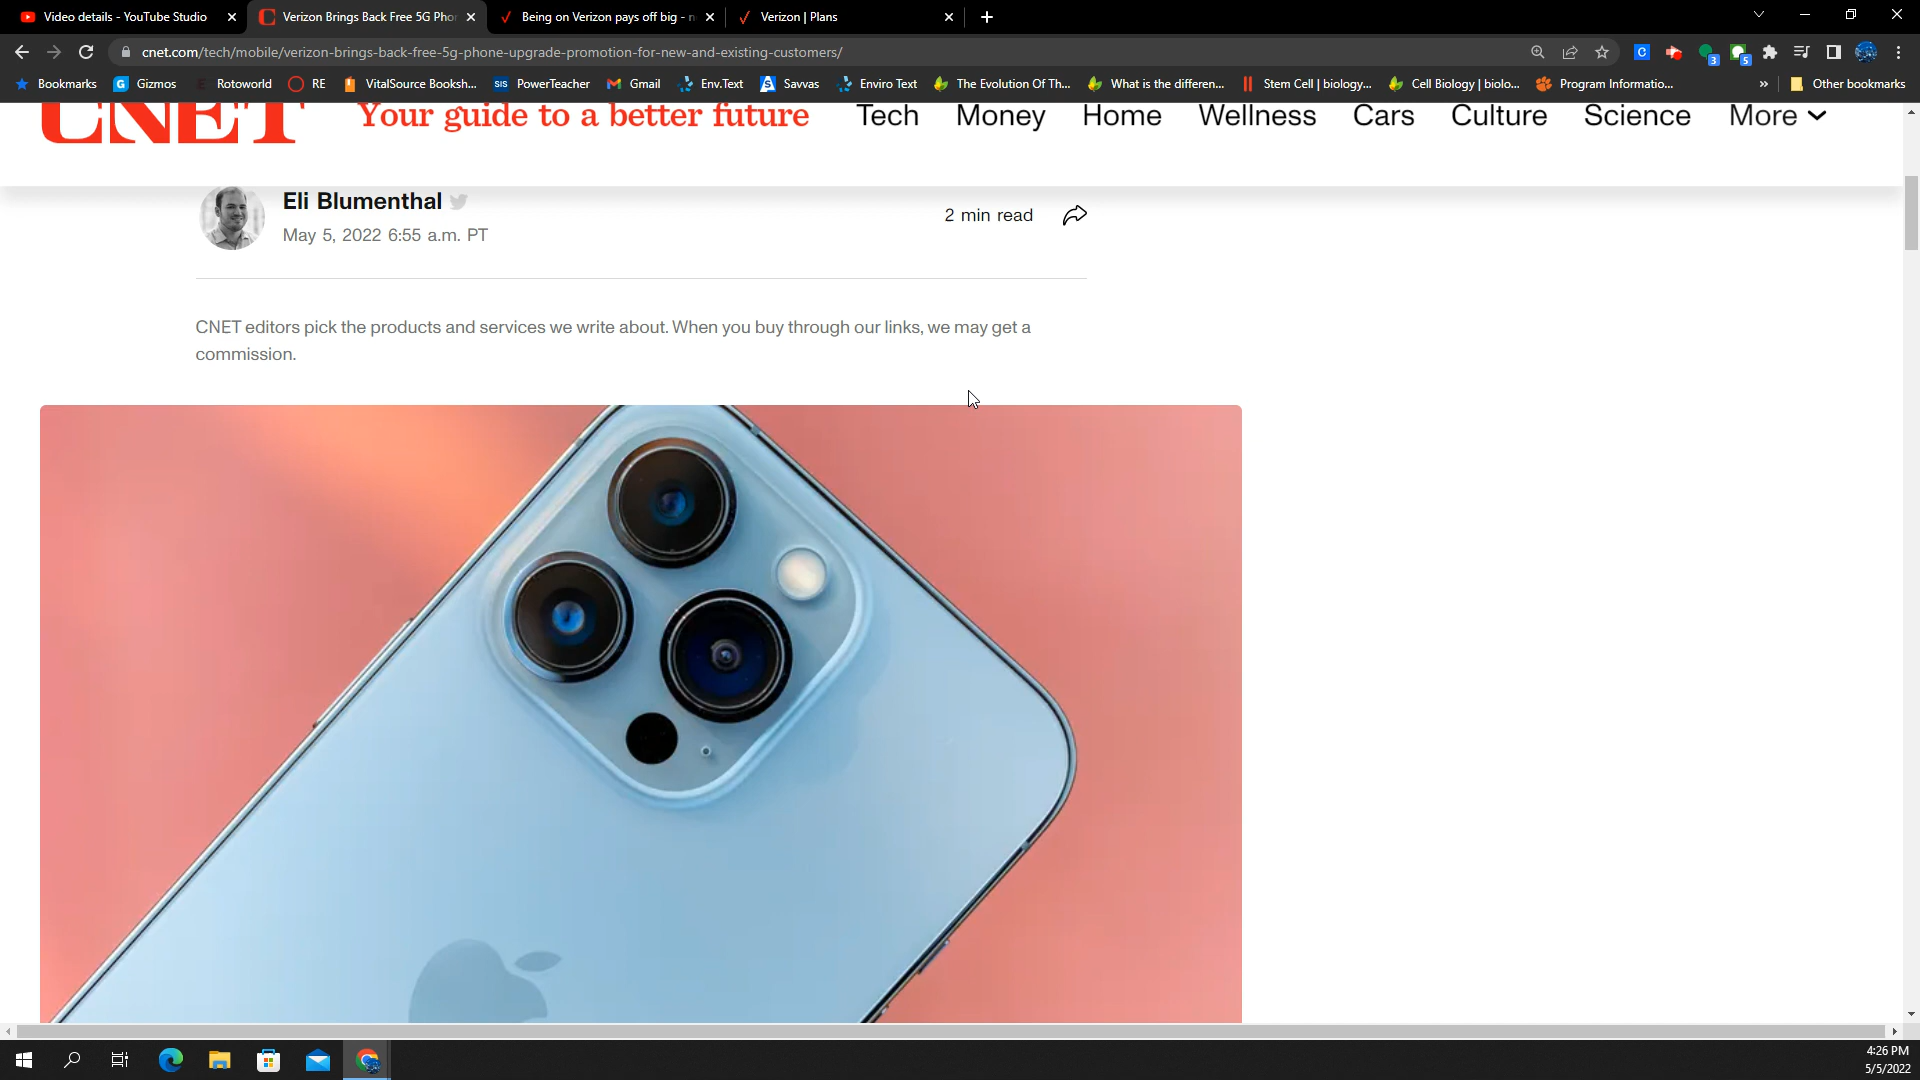 Video details - YouTube Studio
Verizon Brings Back Free 5G Pho
Being on Verizon pays off big - n
Verizon | Plans
cnet.com/tech/mobile/verizon-brings-back-free-5g-phone-upgrade-promotion-for-new-and-existing-customers/
3
5
Bookmarks
Gizmos
Rotoworld
RE
VitalSource Booksh...
SIS PowerTeacher
Gmail
Env.Text
Savvas
Enviro Text
The Evolution Of Th...
What is the differen...
Stem Cell | biology...
Cell Biology | biolo...
Program Informatio...
»
Other bookmarks
CNET
Your guide to a better future
Tech
Money
Home
Wellness
Cars
Culture
Science
More
Eli Blumenthal
May 5, 2022 6:55 a.m. PT
2 min read
CNET editors pick the products and services we write about. When you buy through our links, we may get a
commission.
4:26 PM
5/5/2022